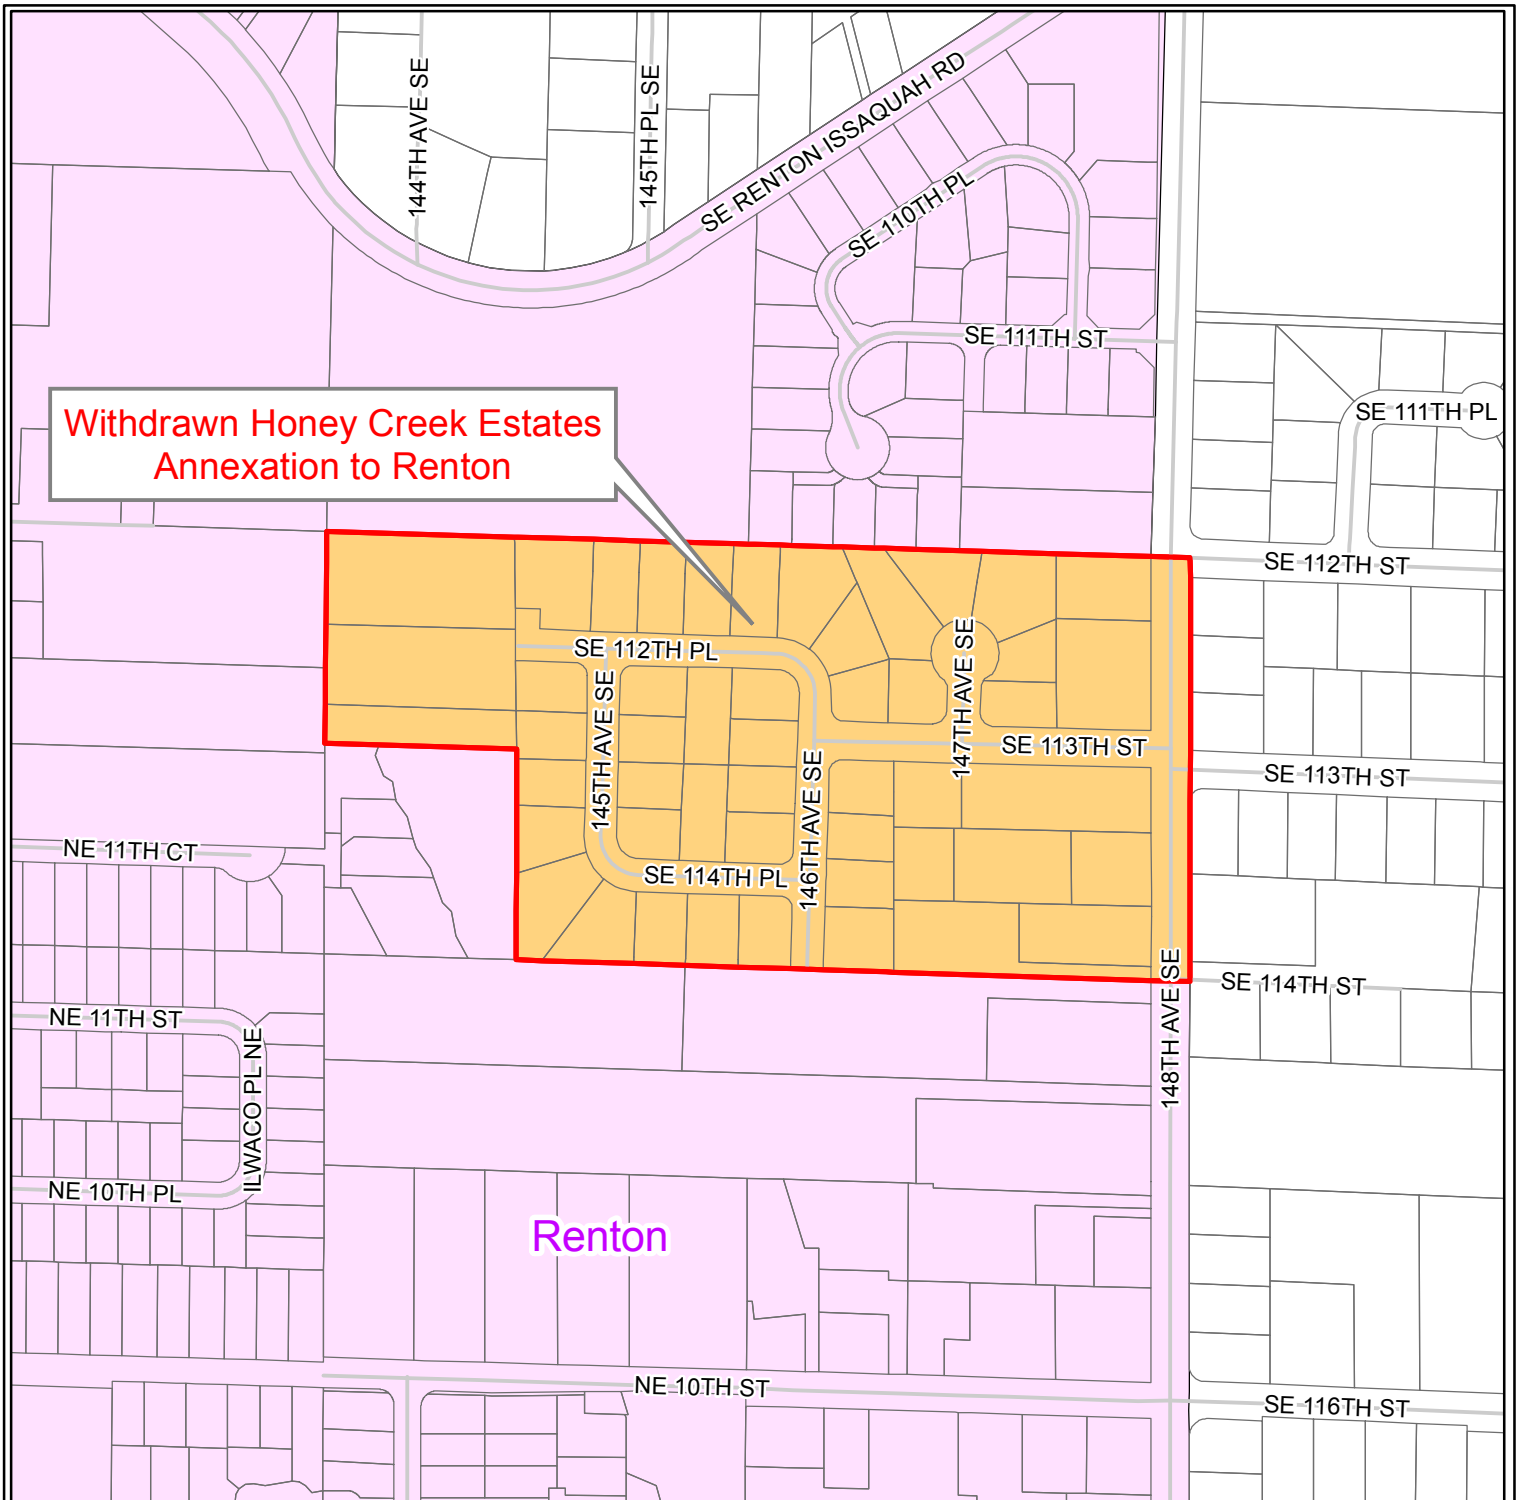 144TH AVE SE
145TH PL SE
SE RENTON ISSAQUAH RD
SE 110TH PL
SE 111TH ST
SE 111TH PL
Withdrawn Honey Creek Estates
Annexation to Renton
SE 112TH ST
SE 112TH PL
147TH AVE SE
145TH AVE SE
SE 113TH ST
SE 113TH ST
146TH AVE SE
NE 11TH CT
SE 114TH PL
148TH AVE SE
SE 114TH ST
NE 11TH ST
ILWACO PL NE
NE 10TH PL
Renton
NE 10TH ST
SE 116TH ST